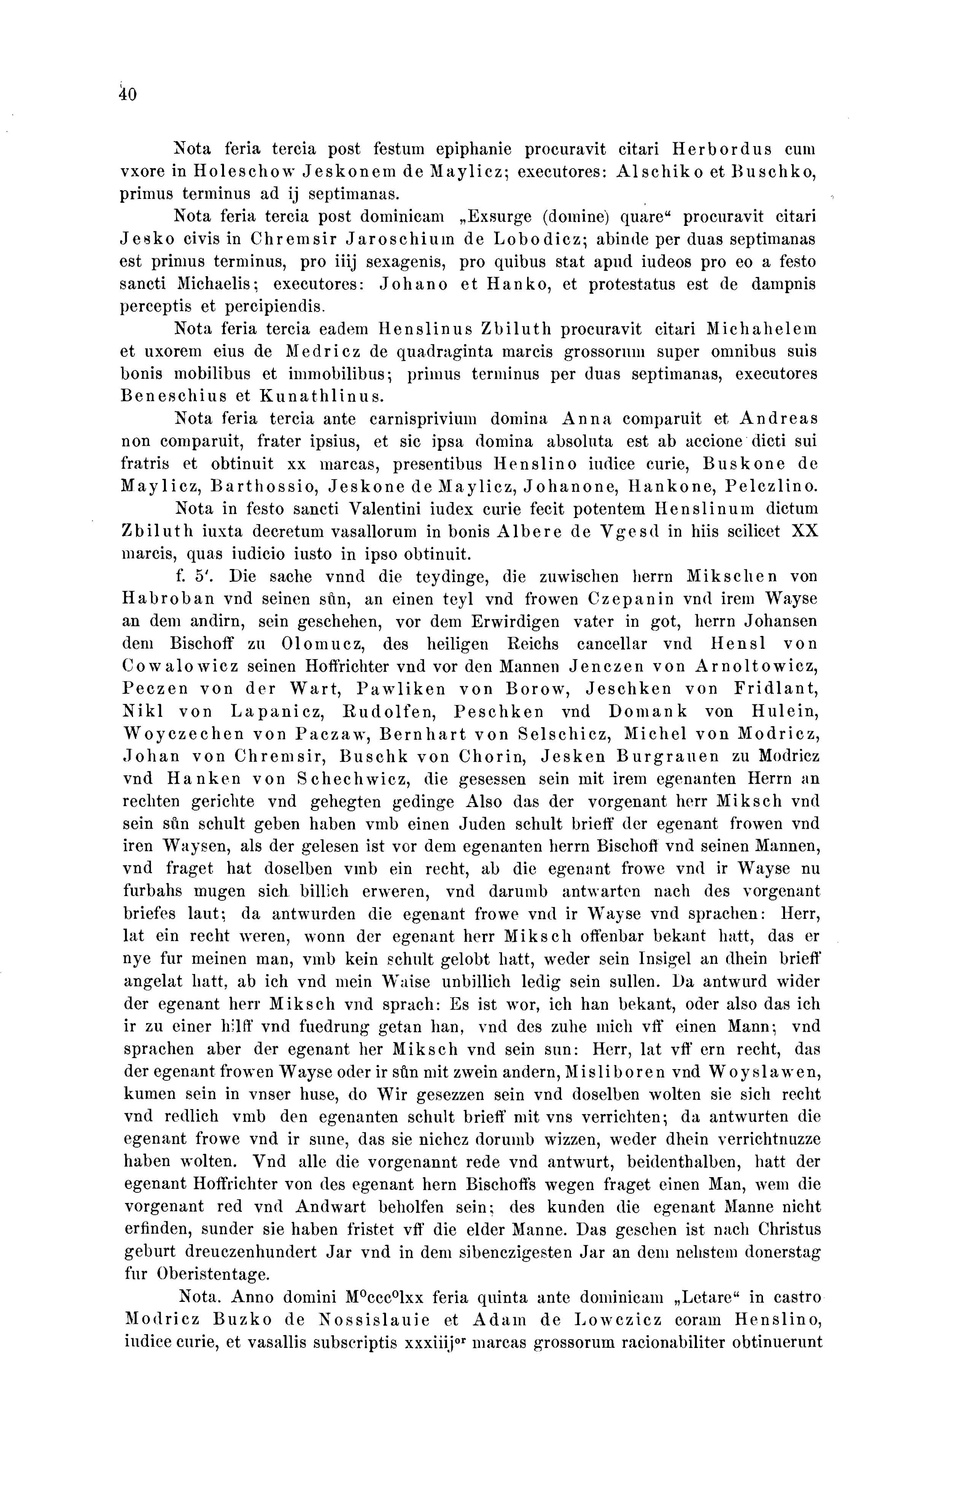 40
Nota feria tercia post festum epiphanie procuravit citari Herbordus cum
vxore in Holeschow Jeskonem de Maylicz; executores: Alschiko et Buschko,
primus terminus ad ij septimanas.
Nota feria tercia post dominicam „Exsurge (domine) quare“ procuravit citari
Jesko civis in Chremsir Jaroschium de Lobodicz; abinde per duas septimanas
est primus terminus, pro iiij sexagenis, pro quibus stat apud iudeos pro eo a festo
sancti Michaelis; executores: Johano et Hanko, et protestatus est de dampnis
perceptis et percipiendis.
Nota feria tercia eadem Henslinus Zbiluth procuravit citari Michahelem
et uxorem eius de Medricz de quadraginta marcis grossorum super omnibus suis
bonis mobilibus et immobilibus; primus terminus per duas septimanas, executores
Beneschius et Kunathlinus.
Nota feria tercia ante carnisprivium domina Anna comparuit et Andreas
non comparuit, frater ipsius, et sic ipsa domina absoluta est ab accione dicti sui
fratris et obtinuit xx marcas, presentibus Henslino iudice curie, Buskone de
Maylicz, Barthossio, Jeskone de Maylicz, Johanone, Hankone, Pelczlino.
Nota in festo sancti Valentini iudex curie fecit potentem Henslinum dictum
Zbiluth iuxta decretum vasallorum in bonis Albere de Vgesd in hiis scilicet XX
marcis, quas iudicio iusto in ipso obtinuit.
f. 5'. Die sache vnnd die teydinge, die zuwischen herrn Mikschen von
Habroban vnd seinen sůn, an einen teyl vnd frowen Czepanin vnd irem Wayse
an dem andirn, sein geschehen, vor dem Erwirdigen vater in got, herrn Johansen
dem Bischoff zu Olomucz, des heiligen Reichs cancellar vnd Hensl von
Cowalowicz seinen Hoffrichter vnd vor den Mannen Jenczen von Arnoltowicz,
Peczen von der Wart, Pawliken von Borow, Jeschken von Fridlant,
Nikl von Lapanicz, Rudolfen, Peschken vnd Domank von Hulein,
Woyczechen von Paczaw, Bernhart von Selschicz, Michel von Modricz,
Johan von Chremsir, Buschk von Chorin, Jesken Burgrauen zu Modricz
vnd Hanken von Schechwicz, die gesessen sein mit irem egenanten Herrn an
rechten gerichte vnd gehegten gedinge Also das der vorgenant herr Miksch vnd
sein sůn schult geben haben vmb einen Juden schult brieff der egenant frowen vnd
iren Waysen, als der gelesen ist vor dem egenanten herrn Bischoff vnd seinen Mannen,
vnd fraget hat doselben vmb ein recht, ab die egenant frowe vnd ir Wayse nu
furbahs mugen sich billich erweren, vnd darumb antwarten nach des vorgenant
briefes laut; da antwurden die egenant frowe vnd ir Wayse vnd sprachen: Herr,
lat ein recht weren, wonn der egenant herr Miksch offenbar bekant hatt, das er
nye fur meinen man, vmb kein schult gelobt hatt, weder sein Insigel an dhein brieff
angelat hatt, ab ich vnd mein Waise unbillich ledig sein sullen. Da antwurd wider
der egenant herr Miksch vnd sprach: Es ist wor, ich han bekant, oder also das ich
ir zu einer hilff vnd fuedrung getan han, vnd des zuhe mich vff einen Mann; vnd
sprachen aber der egenant her Miksch vnd sein sun: Herr, lat vff ern recht, das
der egenant frowen Wayse oder ir sůn mit zwein andern, Misliboren vnd Woyslawen,
kumen sein in vnser huse, do Wir gesezzen sein vnd doselben wolten sie sich recht
vnd redlich vmb den egenanten schult brieff mit vns verrichten; da antwurten die
egenant frowe vnd ir sune, das sie nichcz dorumb wizzen, weder dhein verrichtnuzze
haben wolten. Vnd alle die vorgenannt rede vnd antwurt, beidenthalben, hatt der
egenant Hoffrichter von des egenant hern Bischoffs wegen fraget einen Man, wem die
vorgenant red vnd Andwart beholfen sein; des kunden die egenant Manne nicht
erfinden, sunder sie haben fristet vff die elder Manne. Das geschen ist nach Christus
geburt dreuczenhundert Jar vnd in dem sibenczigesten Jar an dem nehstem donerstag
fur Oberistentage.
Nota. Anno domini M⁰ccc⁰lxx feria quinta ante dominicam „Letare“ in castro
Modricz Buzko de Nossislauie et Adam de Lowczicz coram Henslino,
iudice curie, et vasallis subscriptis xxxiiijᵒʳ marcas grossorum racionabiliter obtinuerunt